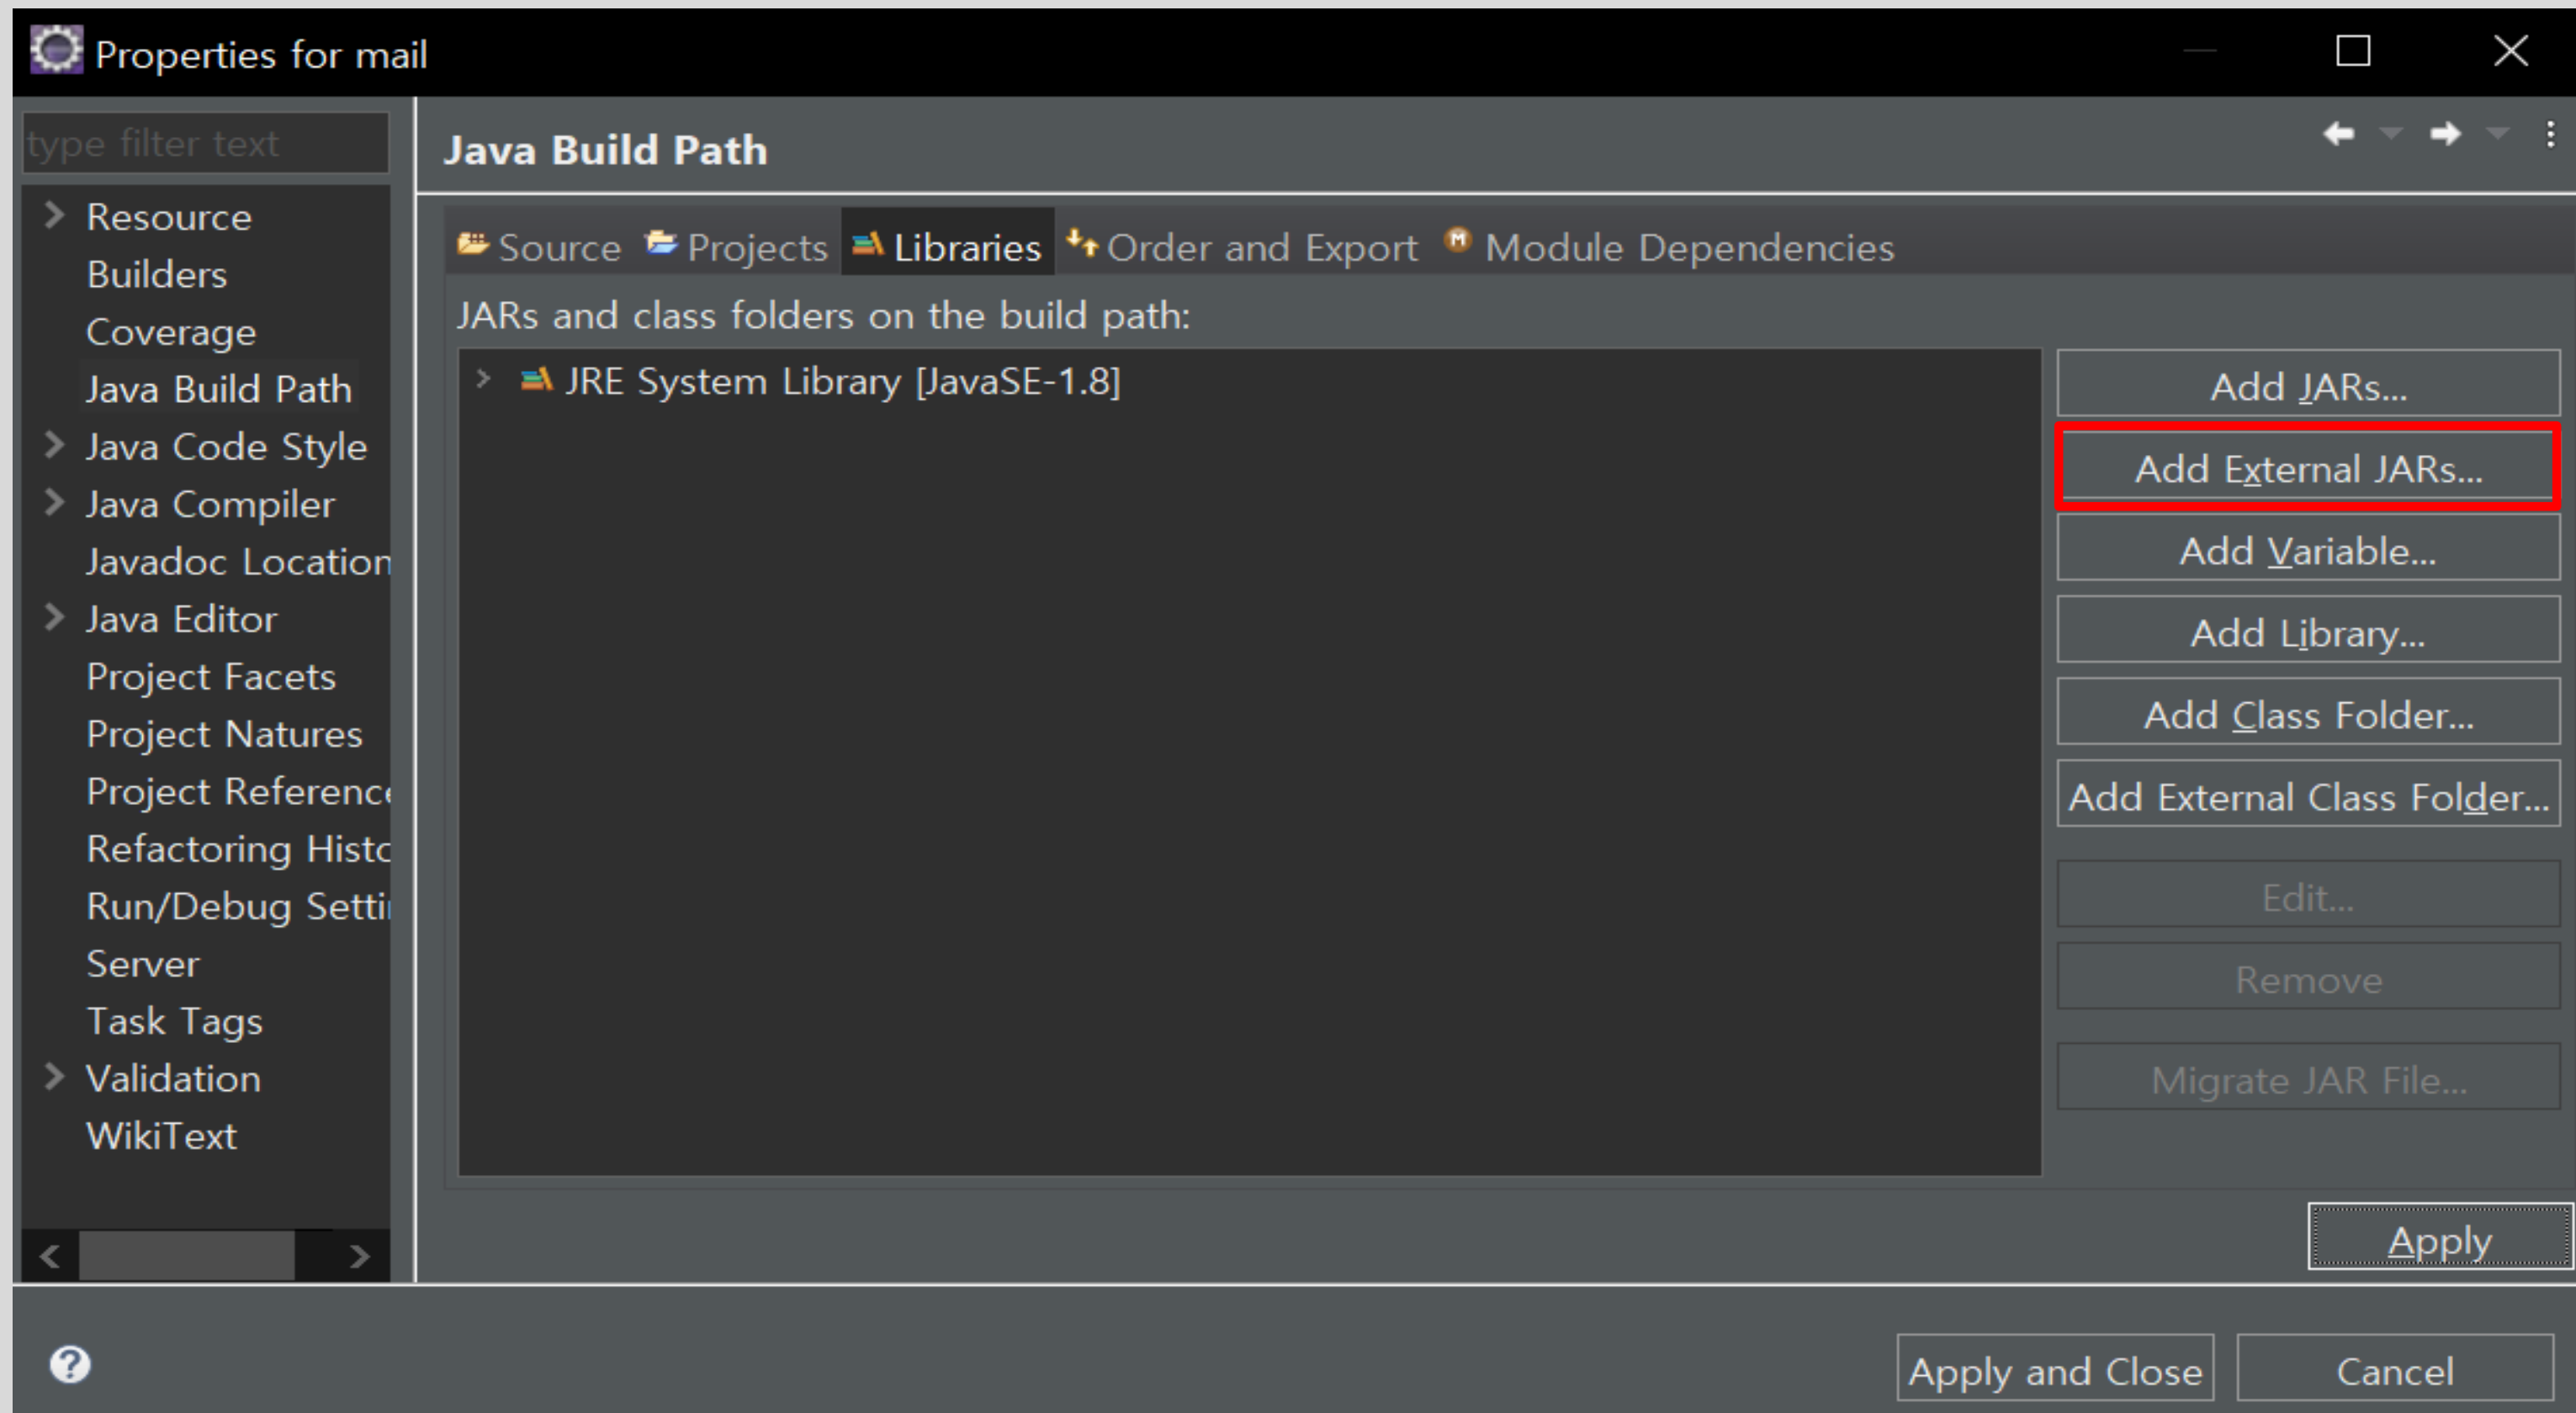 Properties for mail
type filter text
Resource
Builders
Coverage
Java Build Path
Java Code Style
Java Compiler
Javadoc Location
Java Editor
Project Facets
Project Natures
Project Reference
Refactoring Histo
Run/Debug Setti
Server
Task Tags
Validation
WikiText
Java Build Path
Source Projects Libraries Order and Export Module Dependencies
JARs and class folders on the build path:
JRE System Library [JavaSE-1.8]
Add JARs...
Add External JARs...
Add Variable...
Add Library...
Add Class Folder...
Add External Class Folder...
Edit...
Remove
Migrate JAR File...
Apply
Apply and Close
Cancel